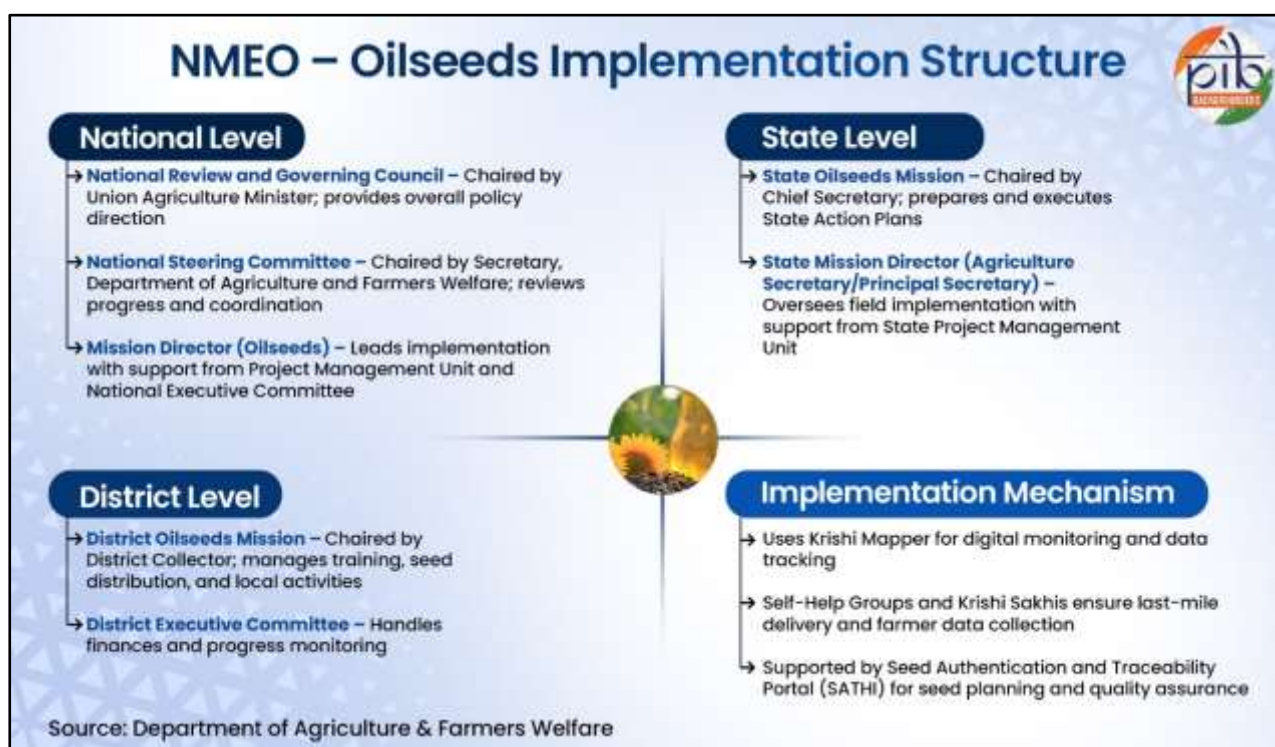 NMEO – Oilseeds Implementation Structure
pib
National Level
National Review and Governing Council – Chaired by
Union Agriculture Minister; provides overall policy
direction
National Steering Committee – Chaired by Secretary,
Department of Agriculture and Farmers Welfare; reviews
progress and coordination
Mission Director (Oilseeds) – Leads implementation
with support from Project Management Unit and
National Executive Committee
State Level
State Oilseeds Mission – Chaired by
Chief Secretary; prepares and executes
State Action Plans
State Mission Director (Agriculture
Secretary/Principal Secretary) –
Oversees field implementation with
support from State Project Management
Unit
District Level
District Oilseeds Mission – Chaired by
District Collector; manages training, seed
distribution, and local activities
District Executive Committee – Handles
finances and progress monitoring
Implementation Mechanism
Uses Krishi Mapper for digital monitoring and data
tracking
Self-Help Groups and Krishi Sakhis ensure last-mile
delivery and farmer data collection
Supported by Seed Authentication and Traceability
Portal (SATHI) for seed planning and quality assurance
Source: Department of Agriculture & Farmers Welfare